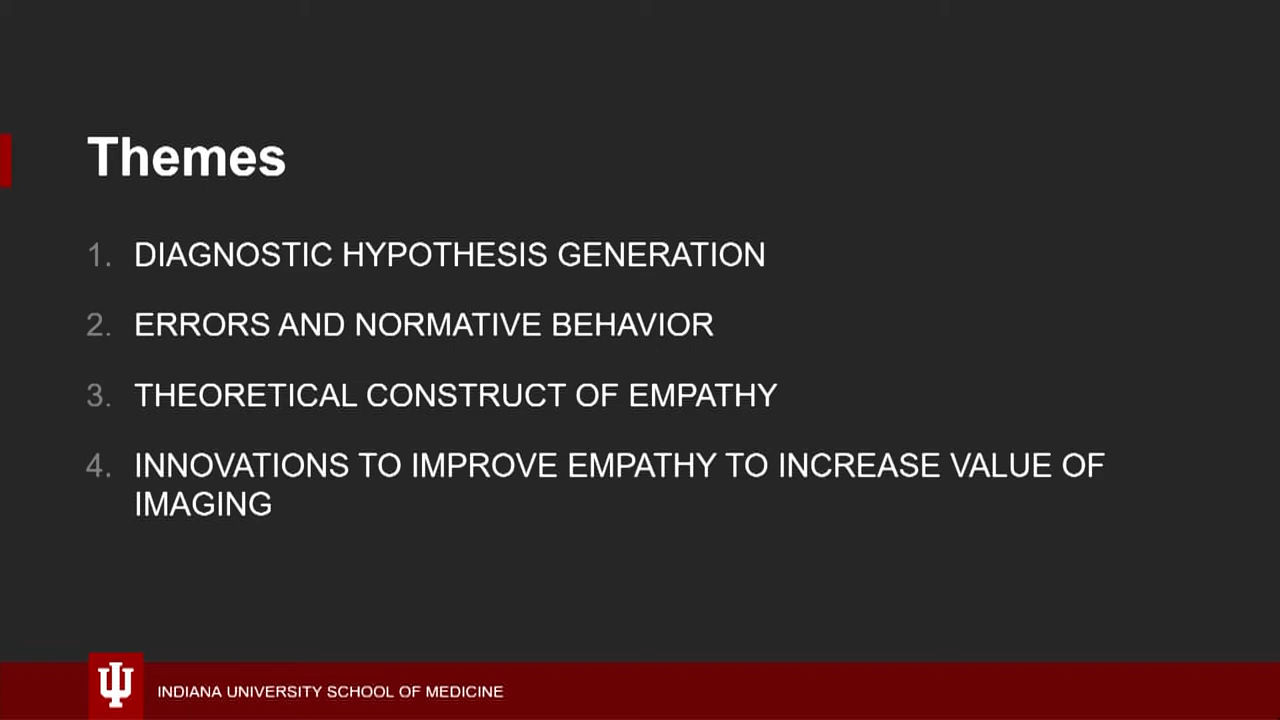 Themes
1. DIAGNOSTIC HYPOTHESIS GENERATION
2. ERRORS AND NORMATIVE BEHAVIOR
3. THEORETICAL CONSTRUCT OF EMPATHY
4. INNOVATIONS TO IMPROVE EMPATHY TO INCREASE VALUE OF
IMAGING
INDIANA UNIVERSITY SCHOOL OF MEDICINE